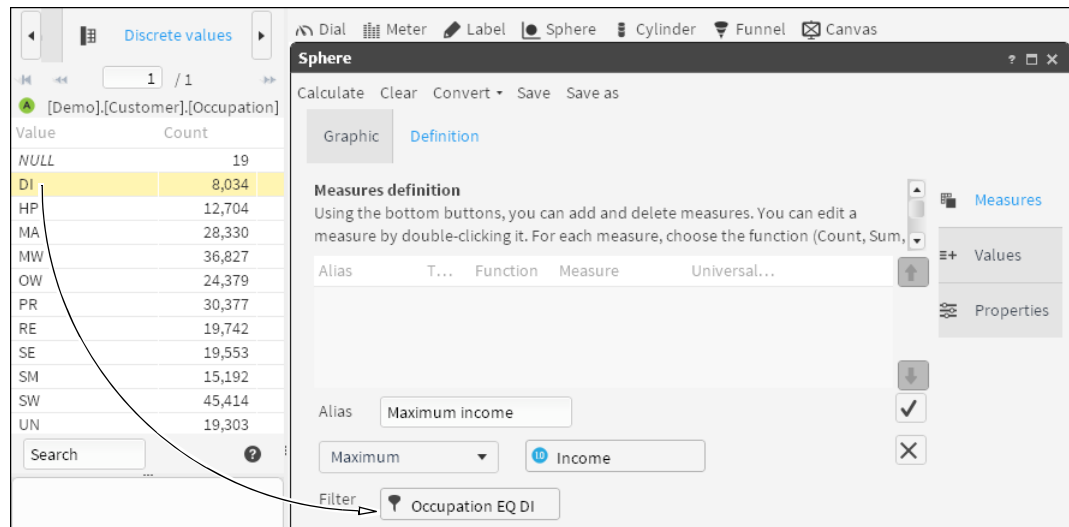 Discrete values
1 / 1
[Demo].[Customer].[Occupation]
Value Count
NULL 19
DI 8,034
HP 12,704
MA 28,330
MW 36,827
OW 24,379
PR 30,377
RE 19,742
SE 19,553
SM 15,192
SW 45,414
UN 19,303
Search
Dial Meter Label Sphere Cylinder Funnel Canvas
Sphere
Calculate Clear Convert Save Save as
Graphic Definition
Measures definition
Using the bottom buttons, you can add and delete measures. You can edit a
measure by double-clicking it. For each measure, choose the function (Count, Sum,
Alias T... Function Measure Universal...
Alias Maximum income
Maximum 1.0 Income
Filter Occupation EQ DI
Measures
Values
Properties